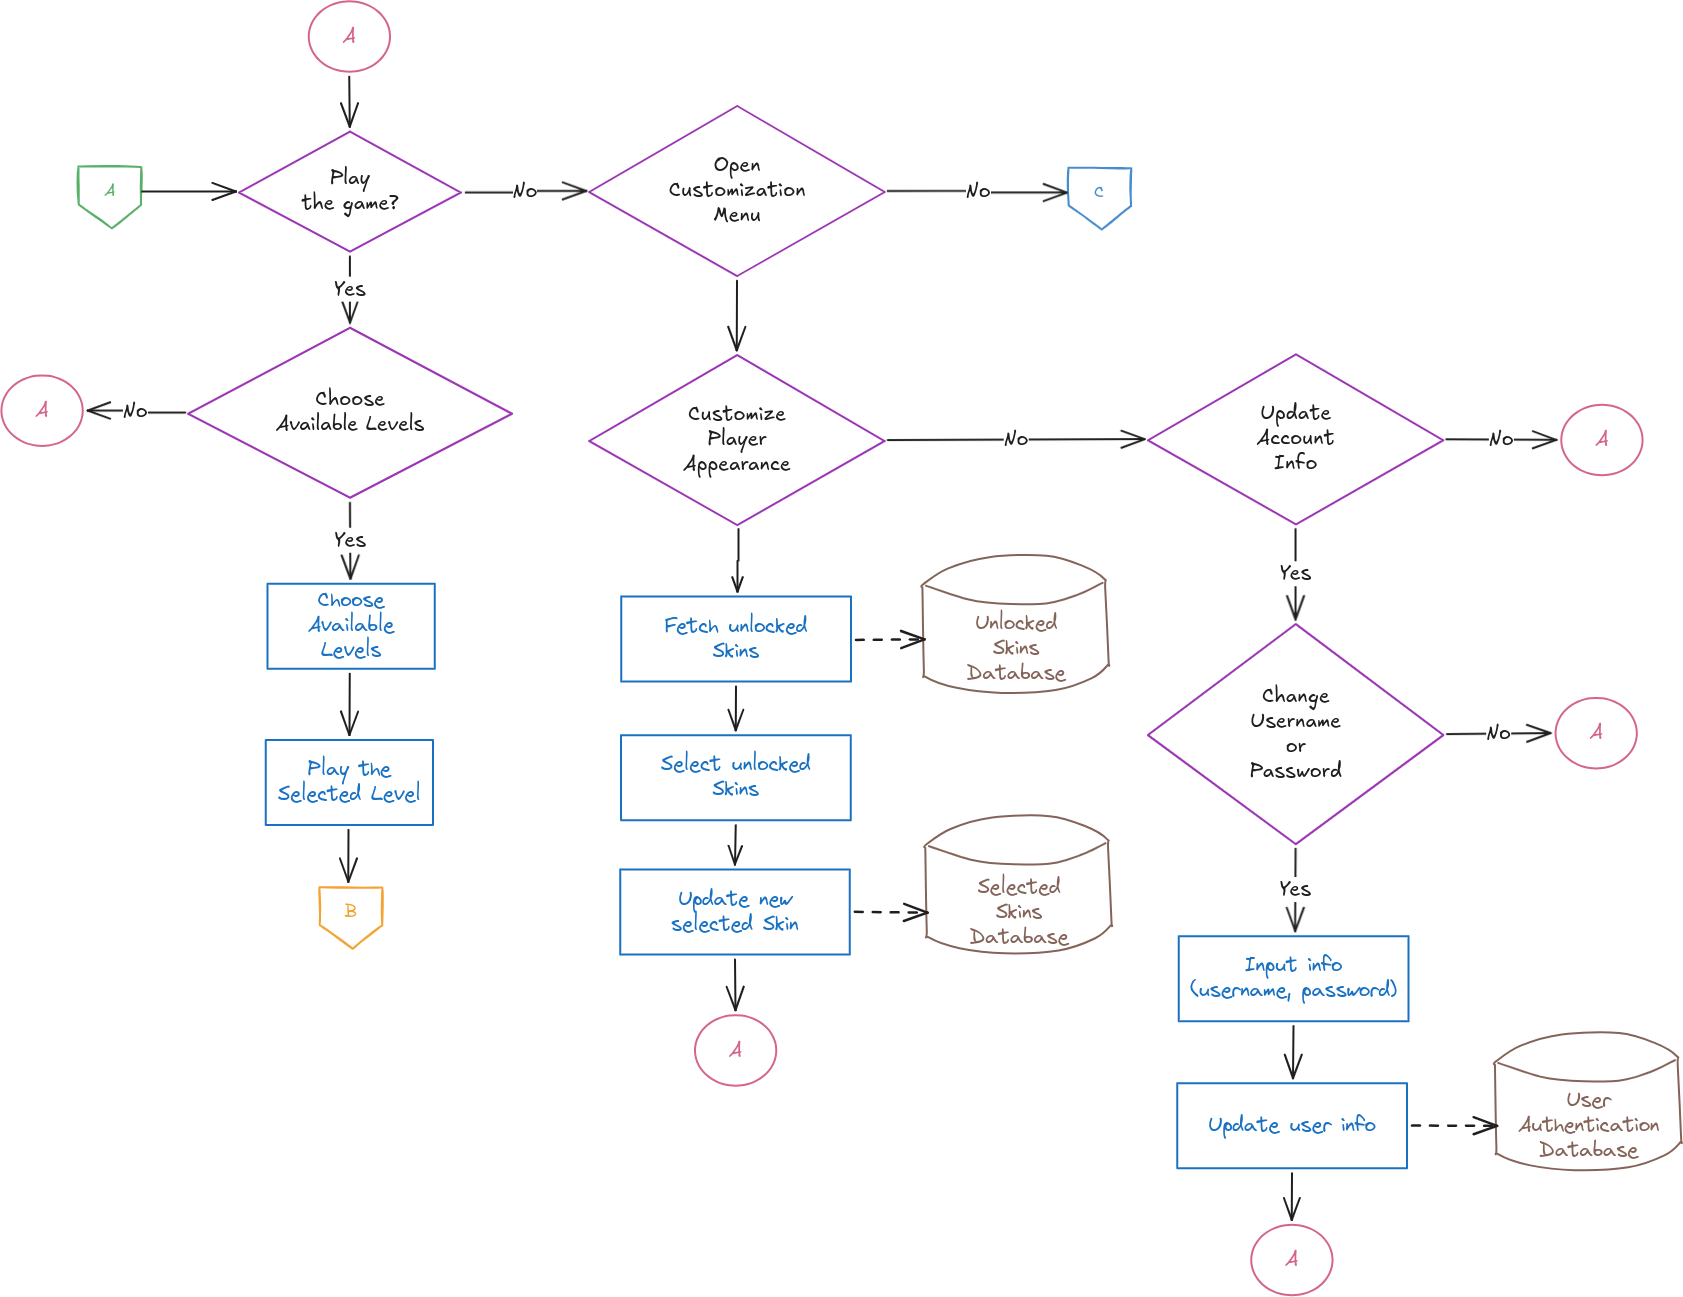 A
A
Play
the game?
No
Open
Customization
Menu
No
C
Yes
A
No
Choose
Available Levels
Customize
Player
Appearance
No
Update
Account
Info
No
A
Yes
Choose
Available
Levels
Fetch unlocked
Skins
Unlocked
Skins
Database
Yes
Change
Username
or
Password
No
A
Play the
Selected Level
Select unlocked
Skins
B
Update new
selected Skin
Selected
Skins
Database
Yes
Input info
(username, password)
A
Update user info
User
Authentication
Database
A